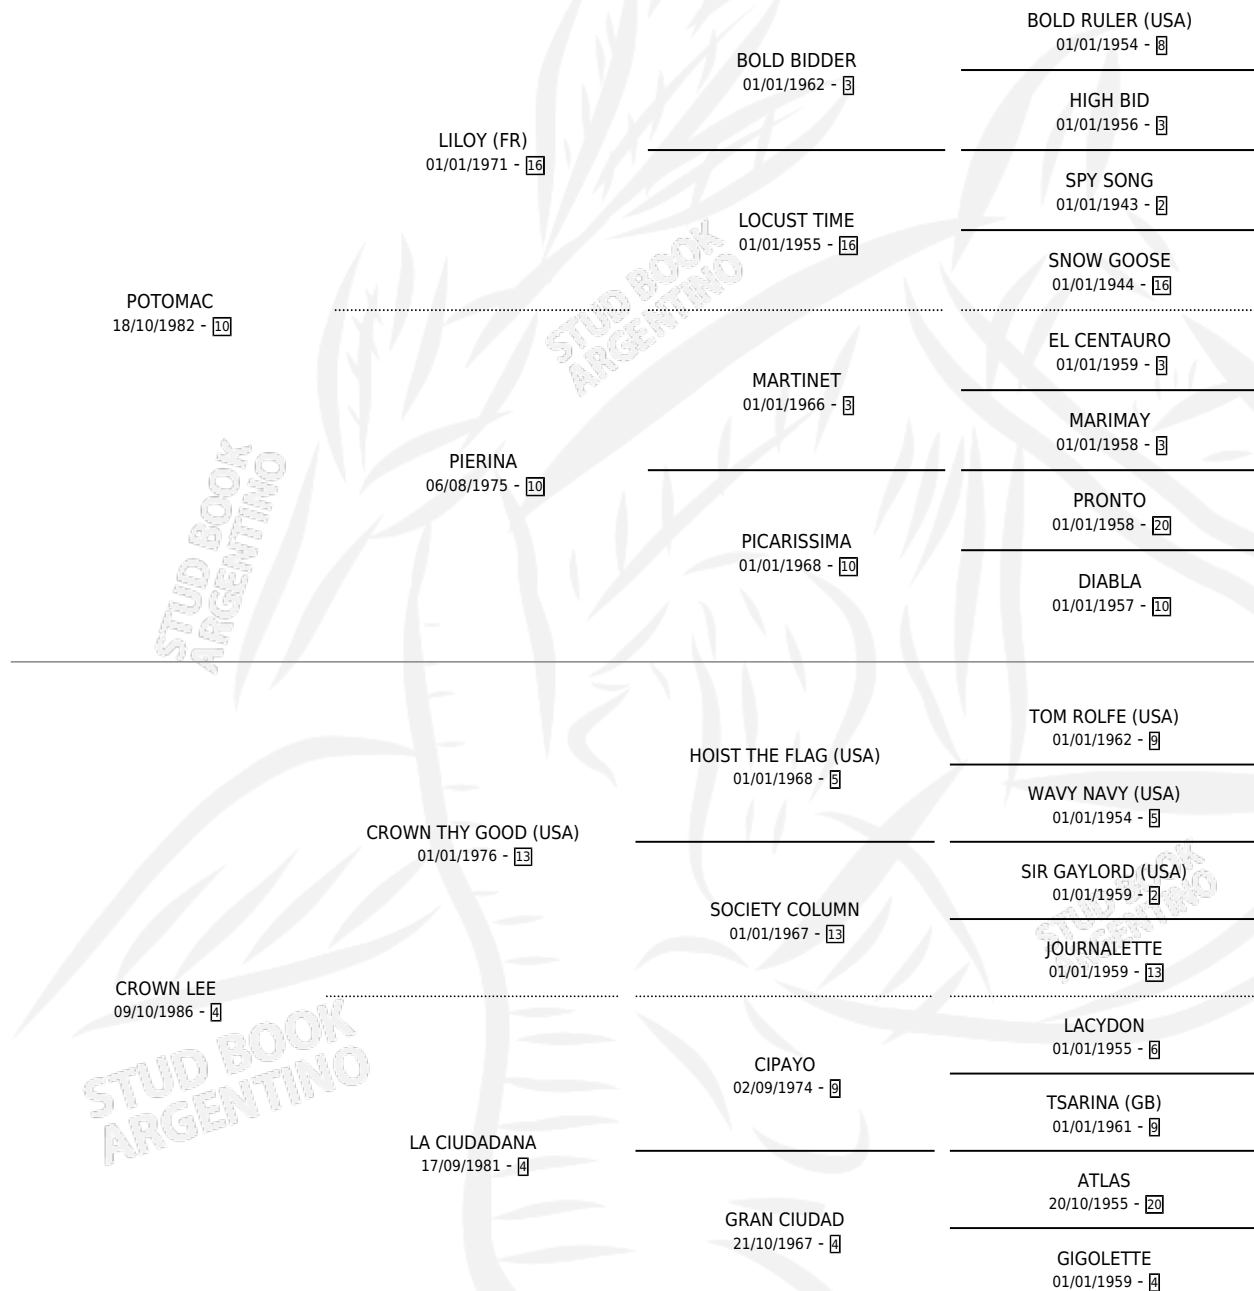 BOLD RULER (USA)
01/01/1954 - 8
BOLD BIDDER
01/01/1962 - 3
HIGH BID
01/01/1956 - 3
LILOY (FR)
01/01/1971 - 16
SPY SONG
01/01/1943 - 2
LOCUST TIME
01/01/1955 - 16
SNOW GOOSE
01/01/1944 - 16
POTOMAC
18/10/1982 - 10
EL CENTAURO
01/01/1959 - 3
MARTINET
01/01/1966 - 3
MARIMAY
01/01/1958 - 3
PIERINA
06/08/1975 - 10
PRONTO
01/01/1958 - 20
PICARISSIMA
01/01/1968 - 10
DIABLA
01/01/1957 - 10
STUD BOOK
ARGENTINO
STUD BOOK
ARGENTINO
TOM ROLFE (USA)
01/01/1962 - 9
HOIST THE FLAG (USA)
01/01/1968 - 5
WAVY NAVY (USA)
01/01/1954 - 5
CROWN THY GOOD (USA)
01/01/1976 - 13
SIR GAYLORD (USA)
01/01/1959 - 2
SOCIETY COLUMN
01/01/1967 - 13
JOURNALETTE
01/01/1959 - 13
CROWN LEE
09/10/1986 - 4
LACYDON
01/01/1955 - 6
CIPAYO
02/09/1974 - 9
TSARINA (GB)
01/01/1961 - 9
LA CIUDADANA
17/09/1981 - 4
ATLAS
20/10/1955 - 20
GRAN CIUDAD
21/10/1967 - 4
GIGOLETTE
01/01/1959 - 4
STUD BOOK
ARGENTINO
STUD BOOK
ARGENTINO